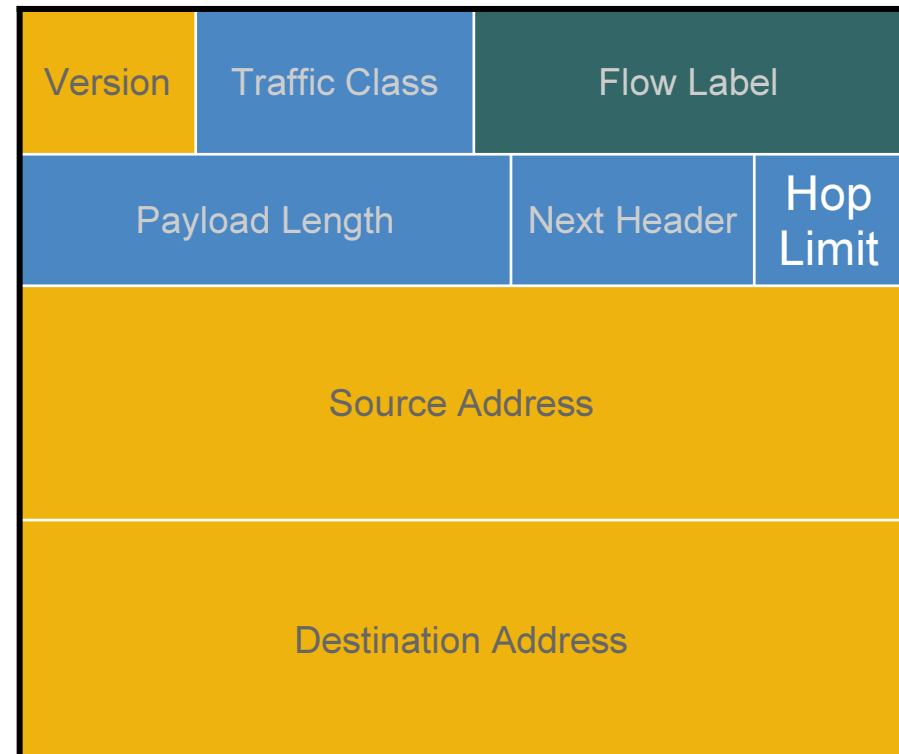 Version
Traffic Class
Flow Label
Payload Length
Next Header
Hop
Limit
Source Address
Destination Address